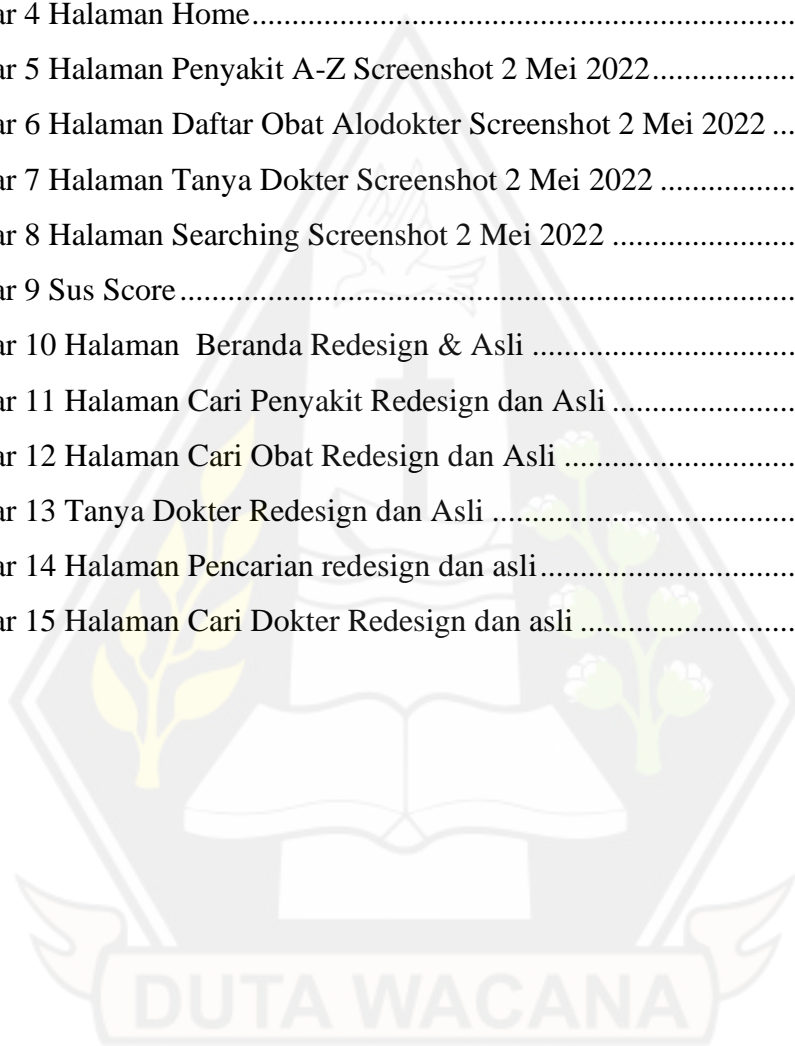 ar 4 Halaman Home......................................................................
ar 5 Halaman Penyakit A-Z Screenshot 2 Mei 2022...................
ar 6 Halaman Daftar Obat Alodokter Screenshot 2 Mei 2022 ...
ar 7 Halaman Tanya Dokter Screenshot 2 Mei 2022 .................
ar 8 Halaman Searching Screenshot 2 Mei 2022 .......................
ar 9 Sus Score..............................................................................
ar 10 Halaman  Beranda Redesign & Asli .................................
ar 11 Halaman Cari Penyakit Redesign dan Asli .......................
ar 12 Halaman Cari Obat Redesign dan Asli .............................
ar 13 Tanya Dokter Redesign dan Asli ......................................
ar 14 Halaman Pencarian redesign dan asli................................
ar 15 Halaman Cari Dokter Redesign dan asli ...........................
DUTA WACANA